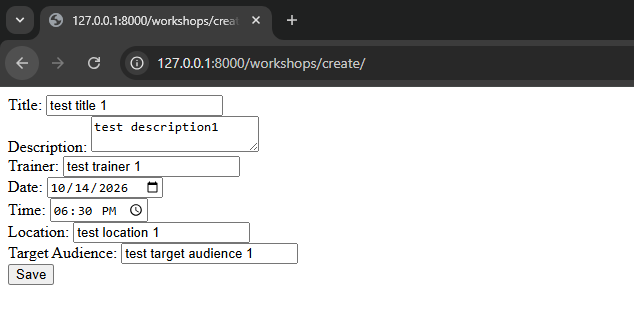 127.0.0.1:8000/workshops/crea
127.0.0.1:8000/workshops/create/
Title: test title 1
Description: test description1
Trainer: test trainer 1
Date: 10/14/2026
Time: 06:30 PM
Location: test location 1
Target Audience: test target audience 1
Save